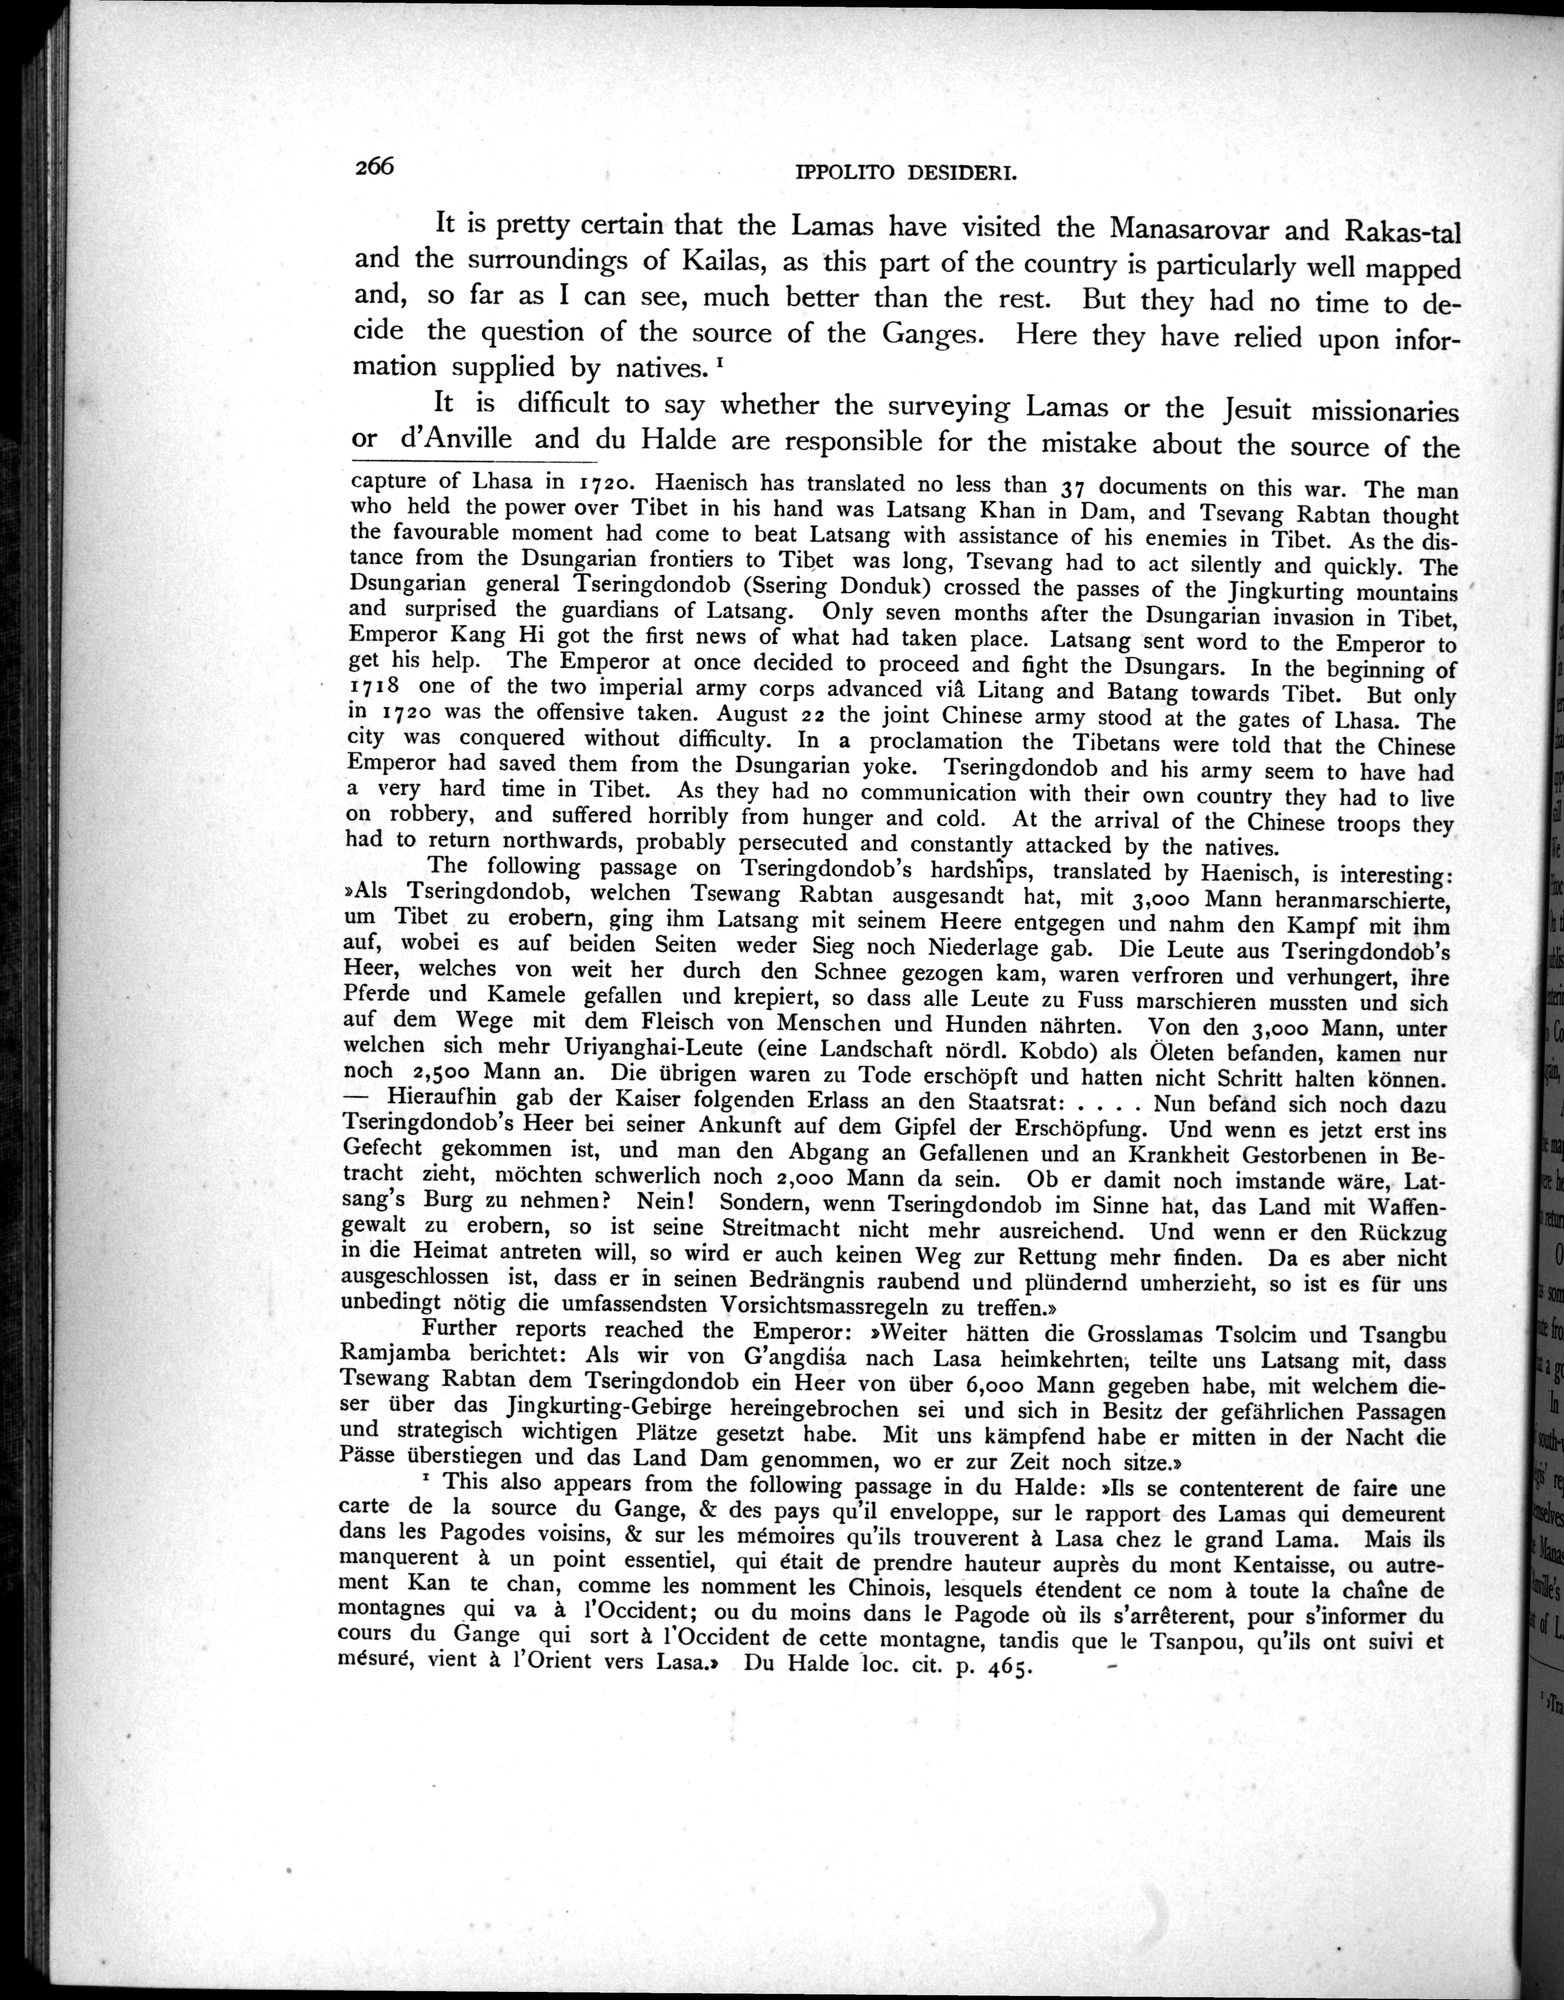 266
IPPOLITO DESIDERI.
It is pretty certain that the Lamas have visited the Manasarovar and Rakas-tal
and the surroundings of Kailas, as this part of the country is particularly well mapped
and, so far as I can see, much better than the rest. But they had no time to de-
cide the question of the source of the Ganges. Here they have relied upon infor-
mation supplied by natives. 1
It is difficult to say whether the surveying Lamas or the Jesuit missionaries
or d'Anville and du Halde are responsible for the mistake about the source of the
capture of Lhasa in 1720. Haenisch has translated no less than 37 documents on this war. The man
who held the power over Tibet in his hand was Latsang Khan in Dam, and Tsevang Rabtan thought
the favourable moment had come to beat Latsang with assistance of his enemies in Tibet. As the dis-
tance from the Dsungarian frontiers to Tibet was long, Tsevang had to act silently and quickly. The
Dsungarian general Tseringdondob (Ssering Donduk) crossed the passes of the Jingkurting mountains
and surprised the guardians of Latsang. Only seven months after the Dsungarian invasion in Tibet,
Emperor Kang Hi got the first news of what had taken place. Latsang sent word to the Emperor to
get his help. The Emperor at once decided to proceed and fight the Dsungars. In the beginning of
1718 one of the two imperial army corps advanced viâ Litang and Batang towards Tibet. But only
in 1720 was the offensive taken. August 22 the joint Chinese army stood at the gates of Lhasa. The
city was conquered without difficulty. In a proclamation the Tibetans were told that the Chinese
Emperor had saved them from the Dsungarian yoke. Tseringdondob and his army seem to have had
a very hard time in Tibet. As they had no communication with their own country they had to live
on robbery, and suffered horribly from hunger and cold. At the arrival of the Chinese troops they
had to return northwards, probably persecuted and constantly attacked by the natives.
The following passage on Tseringdondob's hardships, translated by Haenisch, is interesting:
»Als Tseringdondob, welchen Tsewang Rabtan ausgesandt hat, mit 3,000 Mann heranmarschierte,
um Tibet zu erobern, ging ihm Latsang mit seinem Heere entgegen und nahm den Kampf mit ihm
auf, wobei es auf beiden Seiten weder Sieg noch Niederlage gab. Die Leute aus Tseringdondob's
Heer, welches von weit her durch den Schnee gezogen kam, waren verfroren und verhungert, ihre
Pferde und Kamele gefallen und krepiert, so dass alle Leute zu Fuss marschieren mussten und sich
auf dem Wege mit dem Fleisch von Menschen und Hunden nährten. Von den 3,000 Mann, unter
welchen sich mehr Uriyanghai-Leute (eine Landschaft nördl. Kobdo) als Öleten befanden, kamen nur
noch 2,500 Mann an. Die übrigen waren zu Tode erschöpft und hatten nicht Schritt halten können.
— Hieraufhin gab der Kaiser folgenden Erlass an den Staatsrat: . . . . Nun befand sich noch dazu
Tseringdondob's Heer bei seiner Ankunft auf dem Gipfel der Erschöpfung. Und wenn es jetzt erst ins
Gefecht gekommen ist, und man den Abgang an Gefallenen und an Krankheit Gestorbenen in Be-
tracht zieht, möchten schwerlich noch 2,000 Mann da sein. Ob er damit noch imstande wäre, Lat-
sang's Burg zu nehmen? Nein! Sondern, wenn Tseringdondob im Sinne hat, das Land mit Waffen-
gewalt zu erobern, so ist seine Streitmacht nicht mehr ausreichend. Und wenn er den Rückzug
in die Heimat antreten will, so wird er auch keinen Weg zur Rettung mehr finden. Da es aber nicht
ausgeschlossen ist, dass er in seinen Bedrängnis raubend und plündernd umherzieht, so ist es für uns
unbedingt nötig die umfassendsten Vorsichtsmassregeln zu treffen.»
Further reports reached the Emperor: »Weiter hätten die Grosslamas Tsolcim und Tsangbu
Ramjamba berichtet: Als wir von G'angdiśa nach Lasa heimkehrten, teilte uns Latsang mit, dass
Tsewang Rabtan dem Tseringdondob ein Heer von über 6,000 Mann gegeben habe, mit welchem die-
ser über das Jingkurting-Gebirge hereingebrochen sei und sich in Besitz der gefährlichen Passagen
und strategisch wichtigen Plätze gesetzt habe. Mit uns kämpfend habe er mitten in der Nacht die
Pässe überstiegen und das Land Dam genommen, wo er zur Zeit noch sitze.»
1 This also appears from the following passage in du Halde: »Ils se contenterent de faire une
carte de la source du Gange, & des pays qu'il enveloppe, sur le rapport des Lamas qui demeurent
dans les Pagodes voisins, & sur les mémoires qu'ils trouverent à Lasa chez le grand Lama. Mais ils
manquerent à un point essentiel, qui était de prendre hauteur auprès du mont Kentaisse, ou autre-
ment Kan te chan, comme les nomment les Chinois, lesquels étendent ce nom à toute la chaîne de
montagnes qui va à l'Occident; ou du moins dans le Pagode où ils s'arrêterent, pour s'informer du
cours du Gange qui sort à l'Occident de cette montagne, tandis que le Tsanpou, qu'ils ont suivi et
mésuré, vient à l'Orient vers Lasa.» Du Halde loc. cit. p. 465.